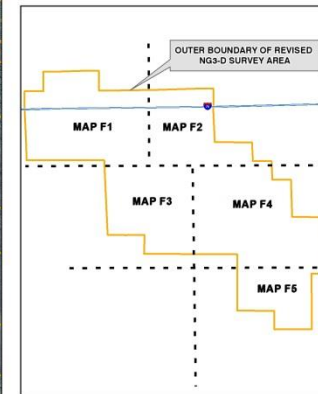 OUTER BOUNDARY OF REVISED
NG3-D SURVEY AREA
MAP F1
MAP F2
MAP F3
MAP F4
MAP F5